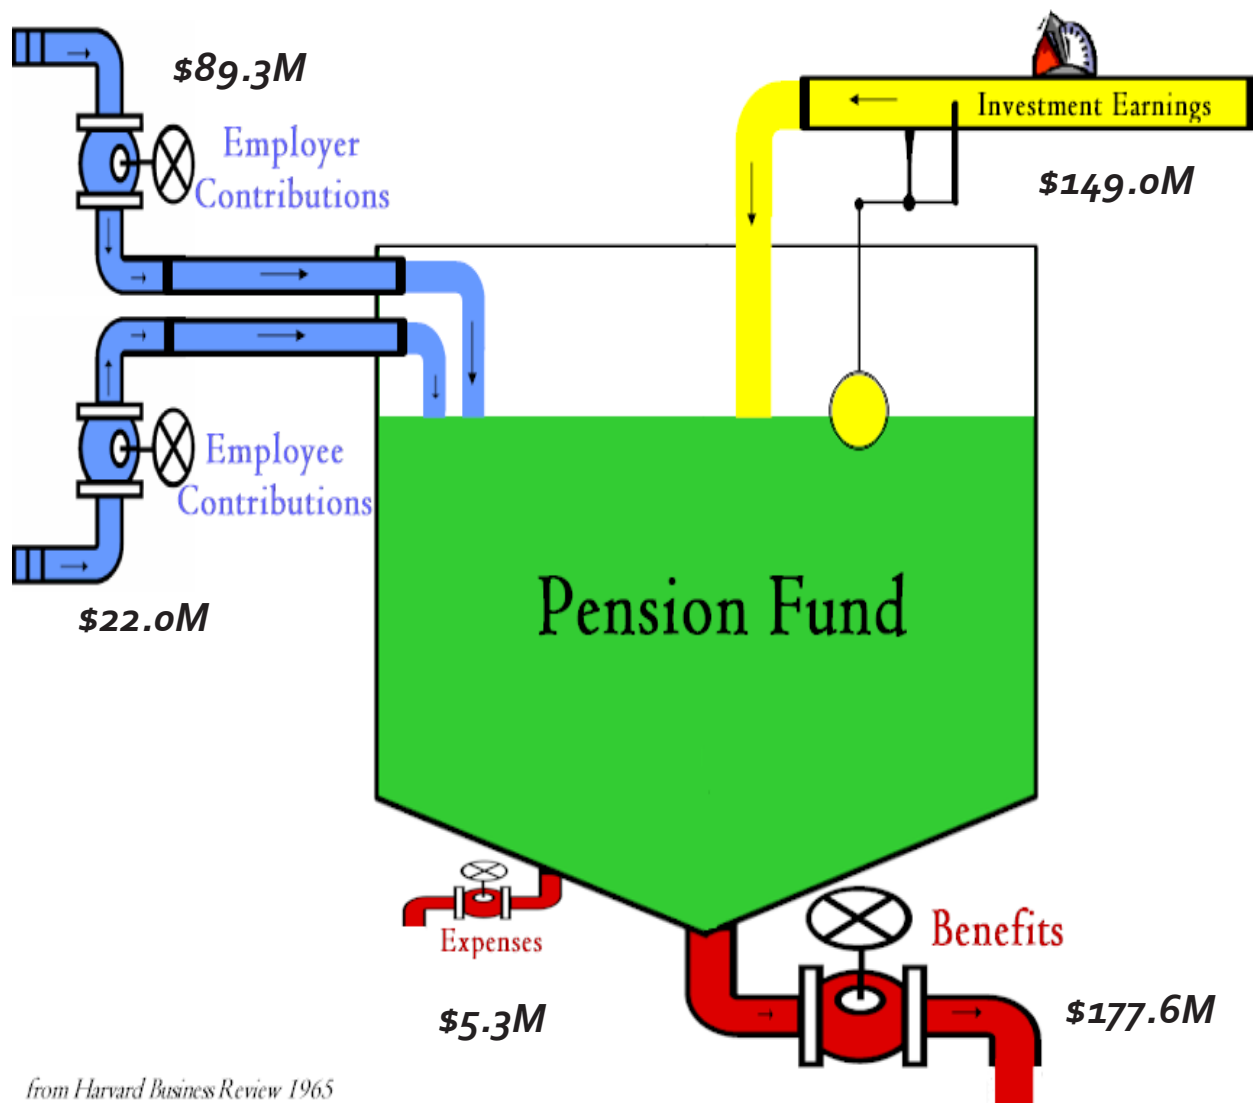 $89.3M
Employer
Contributions
Investment Earnings
$149.0M
Employee
Contributions
$22.0M
Pension Fund
Expenses
$5.3M
Benefits
$177.6M
from Harvard Business Review 1965